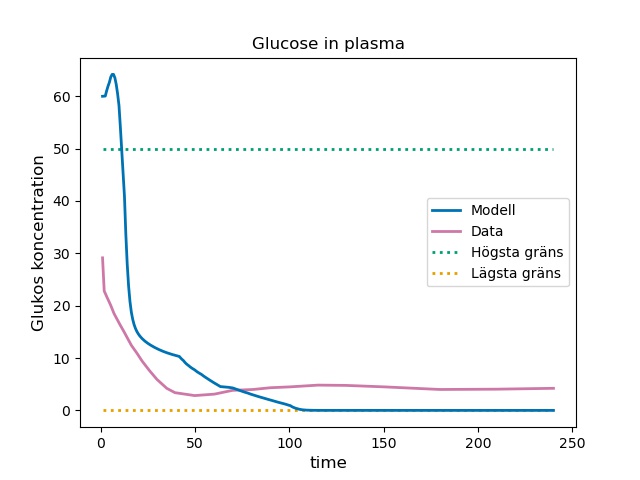 Glucose in plasma
Glukos koncentration
60
50
40
30
20
10
0
Modell
Data
Högsta gräns
Lägsta gräns
0
50
100
150
200
250
time